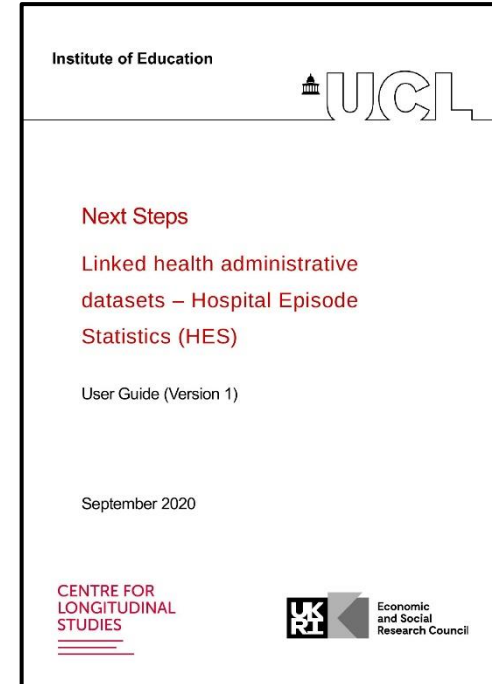 Institute of Education
UCL
Next Steps
Linked health administrative
datasets – Hospital Episode
Statistics (HES)
User Guide (Version 1)
September 2020
CENTRE FOR
LONGITUDINAL
STUDIES
UK
RI
Economic
and Social
Research Council